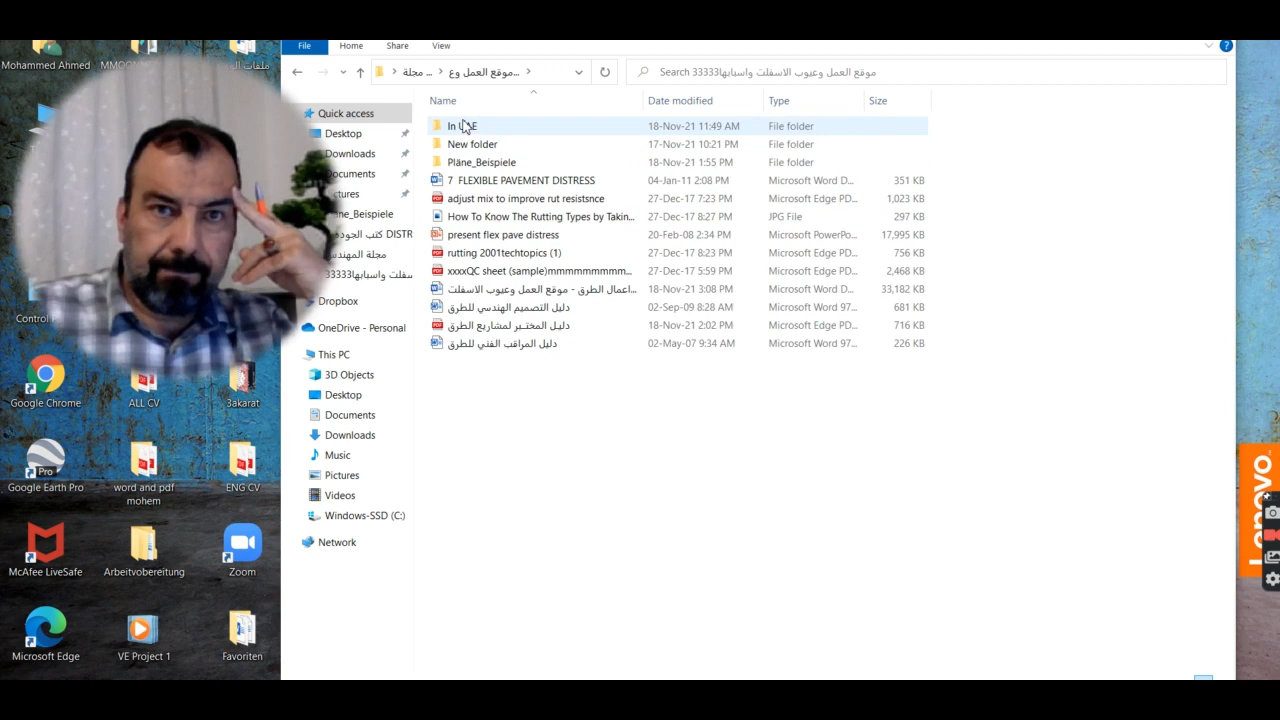 File Home Share View
مجلة ... موقع العمل وع...
Search موقع العمل وعيوب الاسفلت واسبابها33333
Name Date modified Type Size
Quick access
Desktop
Downloads
Documents
ctures
ne_Beispiele
كتب الجوده DISTR
مجلة المهندس
سفلت واسبابها33333
Dropbox
OneDrive - Personal
This PC
3D Objects
Desktop
Documents
Downloads
Music
Pictures
Videos
Windows-SSD (C:)
Network
In UAE 18-Nov-21 11:49 AM File folder
New folder 17-Nov-21 10:21 PM File folder
Pläne_Beispiele 18-Nov-21 1:55 PM File folder
7 FLEXIBLE PAVEMENT DISTRESS 04-Jan-11 2:08 PM Microsoft Word D... 351 KB
adjust mix to improve rut resistsnce 27-Dec-17 7:23 PM Microsoft Edge PD... 1,023 KB
How To Know The Rutting Types by Takin... 27-Dec-17 8:27 PM JPG File 297 KB
present flex pave distress 20-Feb-08 2:34 PM Microsoft PowerPo... 17,995 KB
rutting 2001techtopics (1) 27-Dec-17 8:23 PM Microsoft Edge PD... 756 KB
xxxxQC sheet (sample)mmmmmmmmm... 27-Dec-17 5:59 PM Microsoft Edge PD... 2,468 KB
اعمال الطرق - موقع العمل وعيوب الاسفلت... 18-Nov-21 3:08 PM Microsoft Word D... 33,182 KB
دليل التصميم الهندسي للطرق 02-Sep-09 8:28 AM Microsoft Word 97... 681 KB
دليل المختبر لمشاريع الطرق 18-Nov-21 2:02 PM Microsoft Edge PD... 716 KB
دليل المراقب الفني للطرق 02-May-07 9:34 AM Microsoft Word 97... 226 KB
Mohammed Ahmed
Control P
Google Chrome ALL CV 3akarat
Pro
Google Earth Pro word and pdf ENG CV
mohem
McAfee LiveSafe Arbeitvobereitung Zoom
Microsoft Edge VE Project 1 Favoriten
Lenovo